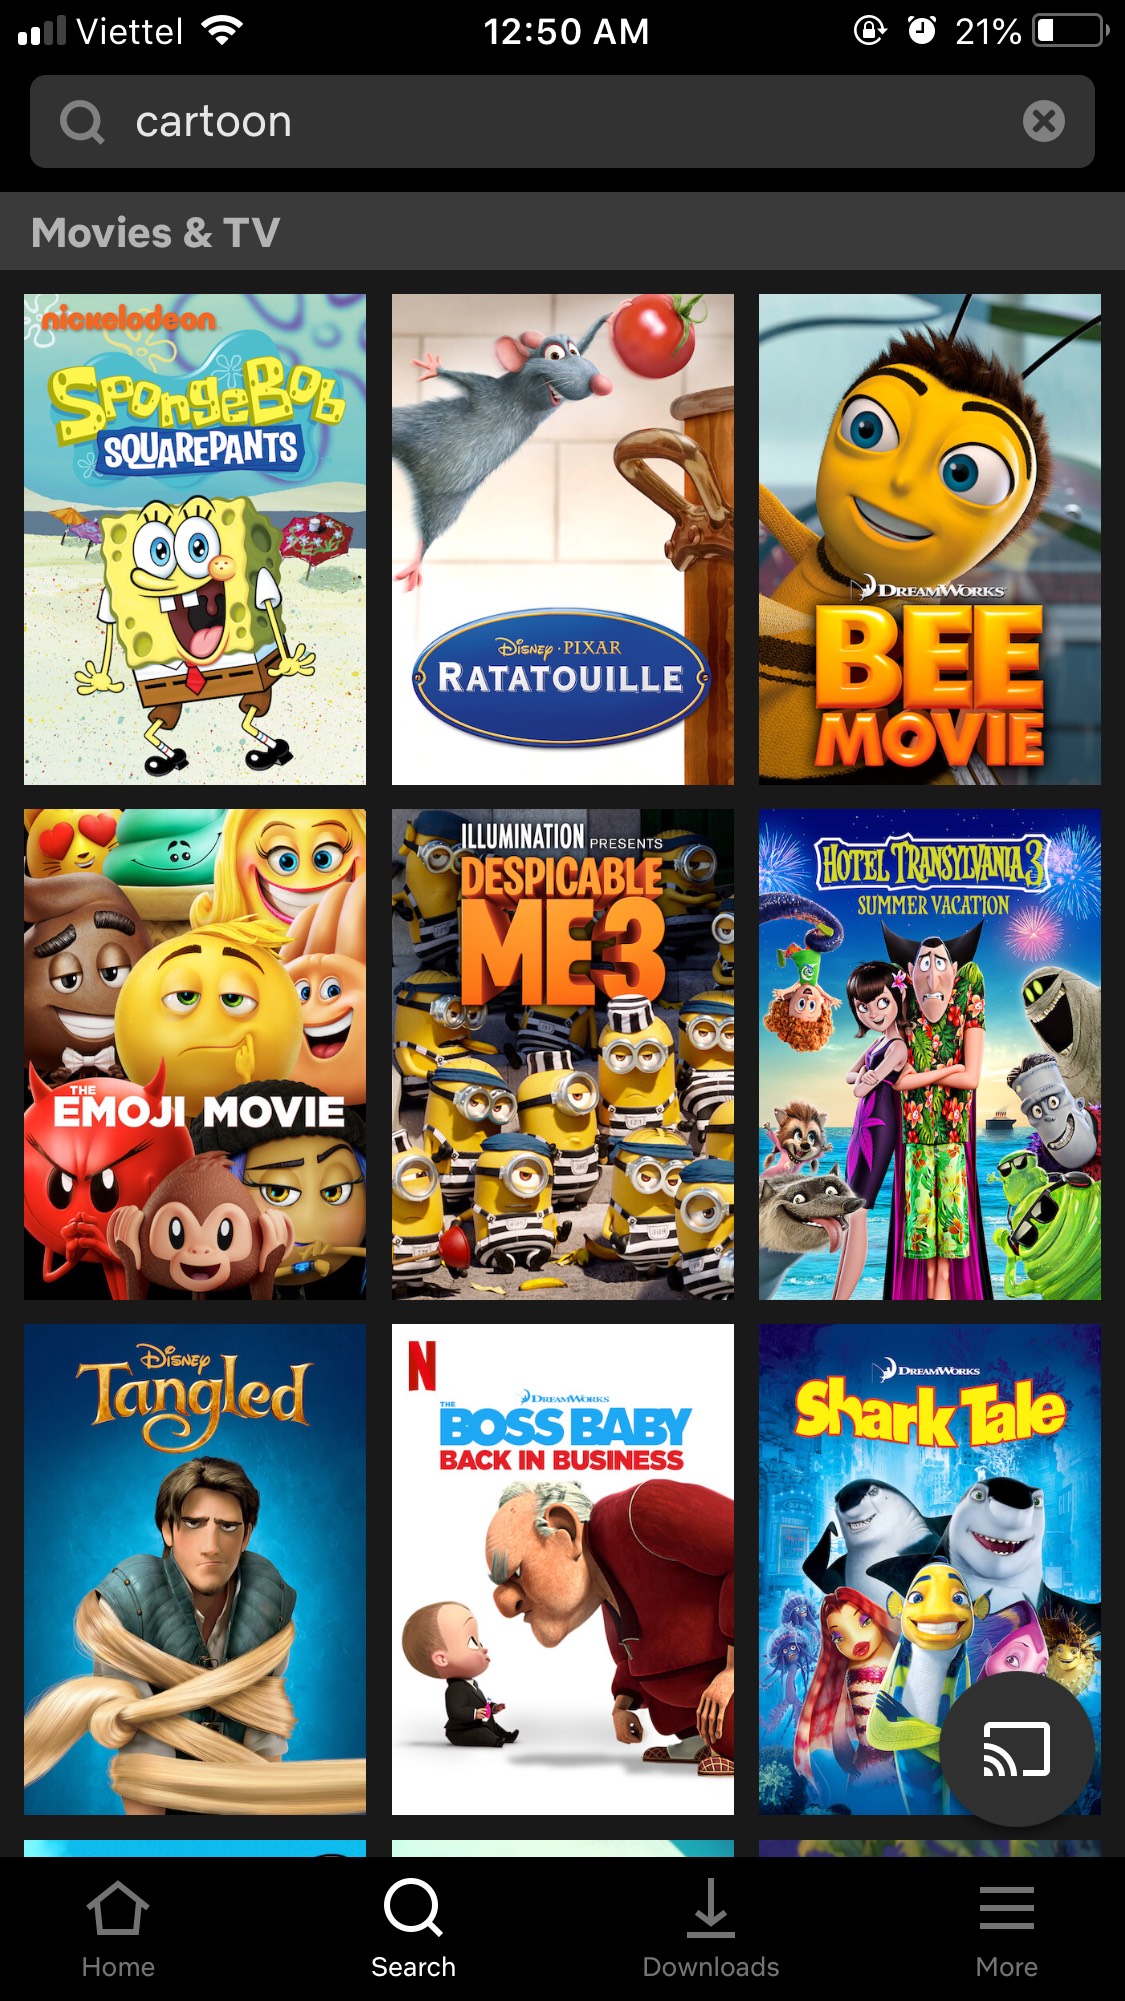 Viettel 12:50 AM 21%
cartoon
Movies & TV
nickelodeon
SpongeBob
SQUAREPANTS
DISNEY · PIXAR
RATATOUILLE
DREAMWORKS
BEE
MOVIE
THE
EMOJI MOVIE
ILLUMINATION PRESENTS
DESPICABLE
ME3
HOTEL TRANSYLVANIA 3
SUMMER VACATION
DISNEY
Tangled
N
DREAMWORKS
THE
BOSS BABY
BACK IN BUSINESS
DREAMWORKS
Shark Tale
Home Search Downloads More